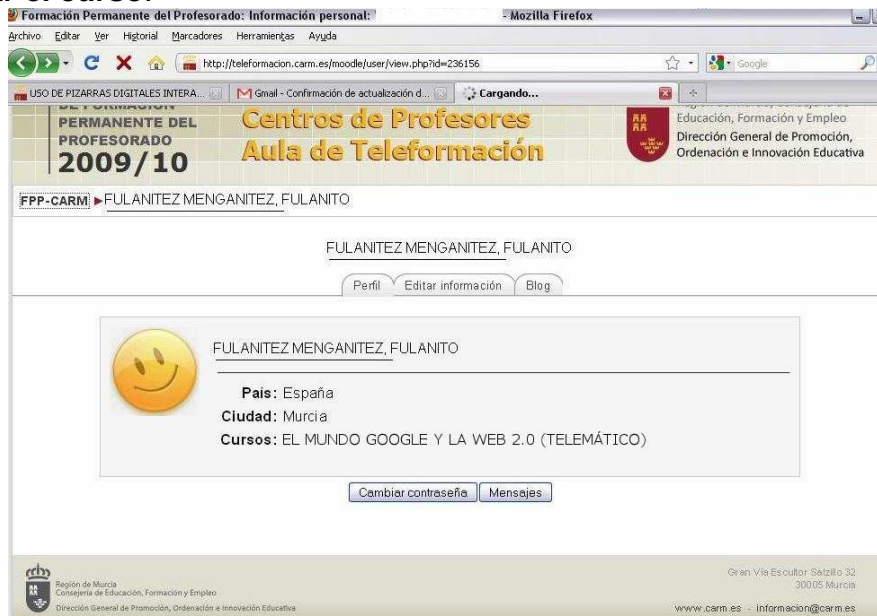 Formación Permanente del Profesorado: Información personal: - Mozilla Firefox
Archivo Editar Ver Historial Marcadores Herramientas Ayuda
http://teleformacion.carm.es/moodle/user/view.php?id=236156
Google
USO DE PIZARRAS DIGITALES INTERA... Gmail - Confirmación de actualización d... Cargando...
PERMANENTE DEL
PROFESORADO
2009/10
Centros de Profesores
Aula de Teleformación
Educación, Formación y Empleo
Dirección General de Promoción,
Ordenación e Innovación Educativa
FPP-CARM ►FULANITEZ MENGANITEZ, FULANITO
FULANITEZ MENGANITEZ, FULANITO
Perfil Editar información Blog
FULANITEZ MENGANITEZ, FULANITO
País: España
Ciudad: Murcia
Cursos: EL MUNDO GOOGLE Y LA WEB 2.0 (TELEMÁTICO)
Cambiar contraseña Mensajes
Región de Murcia
Consejería de Educación, Formación y Empleo
Dirección General de Promoción, Ordenación e Innovación Educativa
Gran Vía Escultor Salzillo 32
30005 Murcia
www.carm.es - informacion@carm.es